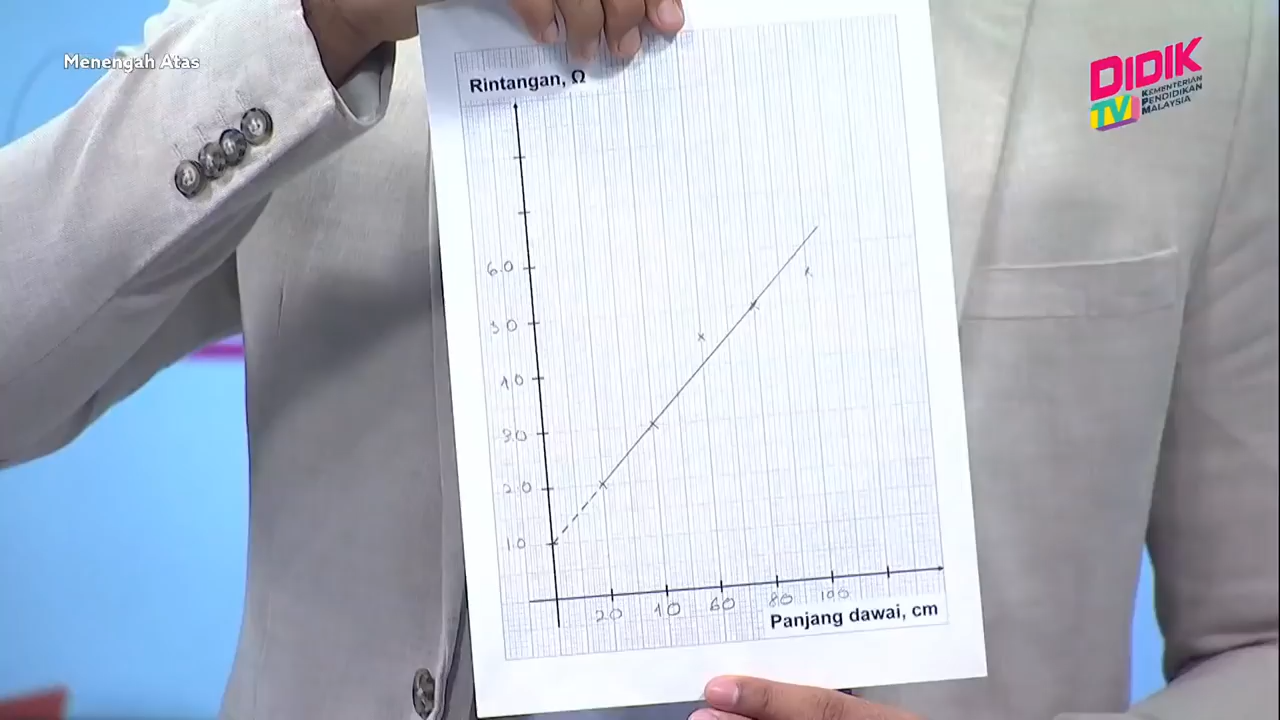 Menengah Atas
DIDIK
TV
KEMENTERIAN
PENDIDIKAN
MALAYSIA
Rintangan, Ω
6.0
5.0
4.0
3.0
2.0
1.0
20 40 60 80 100
Panjang dawai, cm